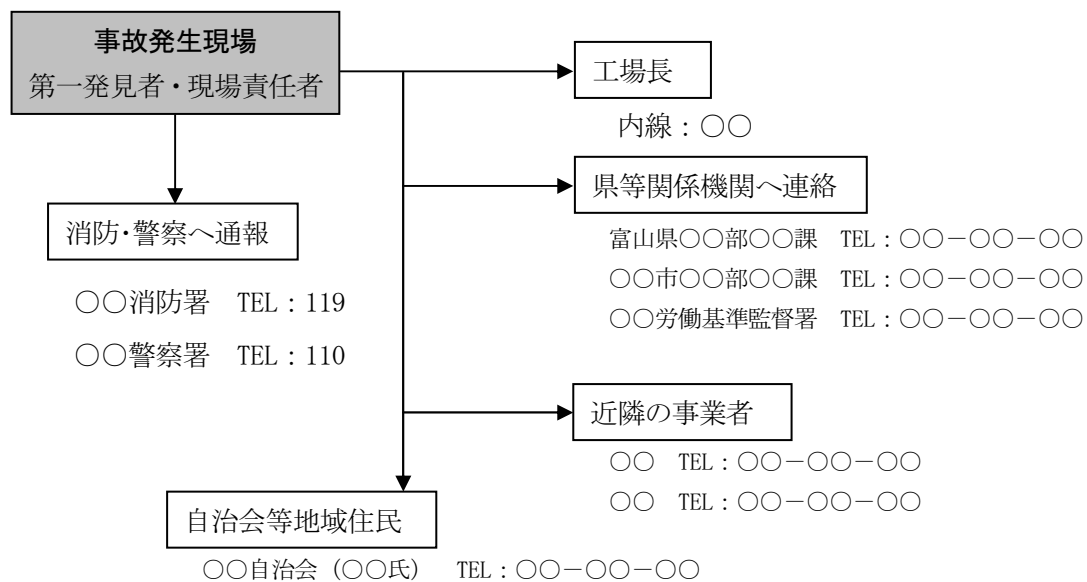 事故発生現場
第一発見者・現場責任者
工場長
内線：○○
県等関係機関へ連絡
富山県○○部○○課　TEL：○○－○○－○○
○○市○○部○○課　TEL：○○－○○－○○
○○労働基準監督署　TEL：○○－○○－○○
消防・警察へ通報
○○消防署　TEL：119
○○警察署　TEL：110
近隣の事業者
○○　TEL：○○－○○－○○
○○　TEL：○○－○○－○○
自治会等地域住民
○○自治会（○○氏）　TEL：○○－○○－○○